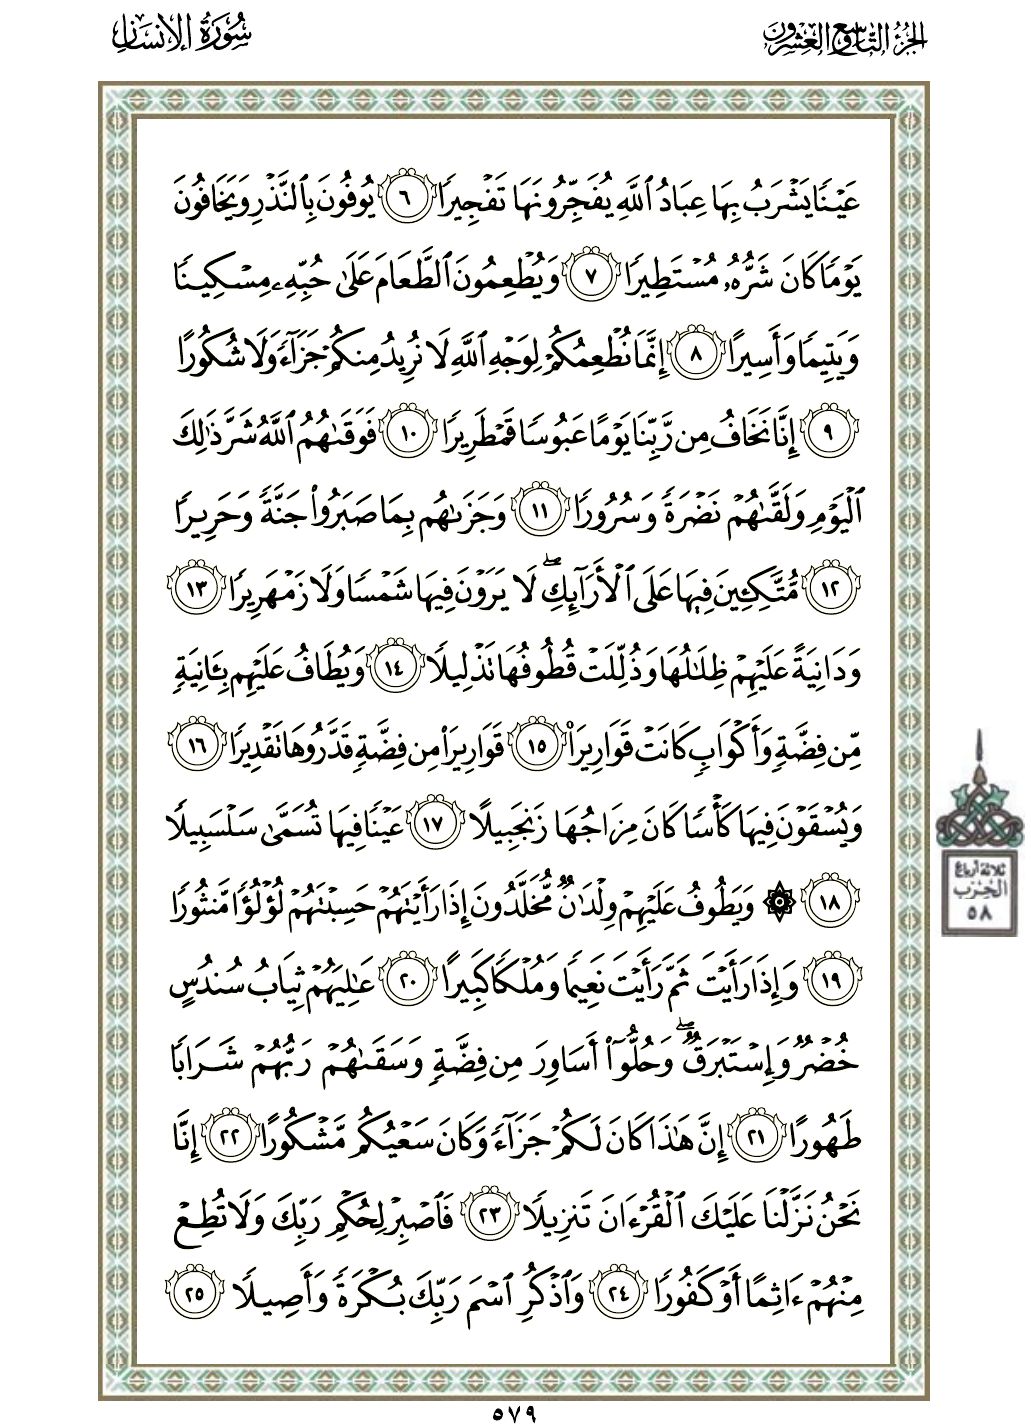 الجزء التاسع والعشرون
سُورَةُ الإِنسَانِ
عَيْنًا يَشْرَبُ بِهَا عِبَادُ ٱللَّهِ يُفَجِّرُونَهَا تَفْجِيرًا ٦ يُوفُونَ بِٱلنَّذْرِ وَيَخَافُونَ
يَوْمًا كَانَ شَرُّهُۥ مُسْتَطِيرًا ٧ وَيُطْعِمُونَ ٱلطَّعَامَ عَلَىٰ حُبِّهِۦ مِسْكِينًا
وَيَتِيمًا وَأَسِيرًا ٨ إِنَّمَا نُطْعِمُكُمْ لِوَجْهِ ٱللَّهِ لَا نُرِيدُ مِنكُمْ جَزَآءً وَلَا شُكُورًا
٩ إِنَّا نَخَافُ مِن رَّبِّنَا يَوْمًا عَبُوسًا قَمْطَرِيرًا ١٠ فَوَقَىٰهُمُ ٱللَّهُ شَرَّ ذَٰلِكَ
ٱلْيَوْمِ وَلَقَّىٰهُمْ نَضْرَةً وَسُرُورًا ١١ وَجَزَىٰهُم بِمَا صَبَرُوا۟ جَنَّةً وَحَرِيرًا
١٢ مُّتَّكِـِٔينَ فِيهَا عَلَى ٱلْأَرَآئِكِ ۖ لَا يَرَوْنَ فِيهَا شَمْسًا وَلَا زَمْهَرِيرًا ١٣
وَدَانِيَةً عَلَيْهِمْ ظِلَـٰلُهَا وَذُلِّلَتْ قُطُوفُهَا تَذْلِيلًا ١٤ وَيُطَافُ عَلَيْهِم بِـَٔانِيَةٍ
مِّن فِضَّةٍ وَأَكْوَابٍ كَانَتْ قَوَارِيرَا۠ ١٥ قَوَارِيرَا۟ مِن فِضَّةٍ قَدَّرُوهَا تَقْدِيرًا ١٦
وَيُسْقَوْنَ فِيهَا كَأْسًا كَانَ مِزَاجُهَا زَنجَبِيلًا ١٧ عَيْنًا فِيهَا تُسَمَّىٰ سَلْسَبِيلًا
١٨ ۞ وَيَطُوفُ عَلَيْهِمْ وِلْدَٰنٌ مُّخَلَّدُونَ إِذَا رَأَيْتَهُمْ حَسِبْتَهُمْ لُؤْلُؤًا مَّنثُورًا
١٩ وَإِذَا رَأَيْتَ ثَمَّ رَأَيْتَ نَعِيمًا وَمُلْكًا كَبِيرًا ٢٠ عَـٰلِيَهُمْ ثِيَابُ سُندُسٍ
خُضْرٌ وَإِسْتَبْرَقٌ ۖ وَحُلُّوٓا۟ أَسَاوِرَ مِن فِضَّةٍ وَسَقَىٰهُمْ رَبُّهُمْ شَرَابًا
طَهُورًا ٢١ إِنَّ هَـٰذَا كَانَ لَكُمْ جَزَآءً وَكَانَ سَعْيُكُم مَّشْكُورًا ٢٢ إِنَّا
نَحْنُ نَزَّلْنَا عَلَيْكَ ٱلْقُرْءَانَ تَنزِيلًا ٢٣ فَٱصْبِرْ لِحُكْمِ رَبِّكَ وَلَا تُطِعْ
مِنْهُمْ ءَاثِمًا أَوْ كَفُورًا ٢٤ وَٱذْكُرِ ٱسْمَ رَبِّكَ بُكْرَةً وَأَصِيلًا ٢٥
ثلاثة أرباع
الحزب
٥٨
٥٧٩